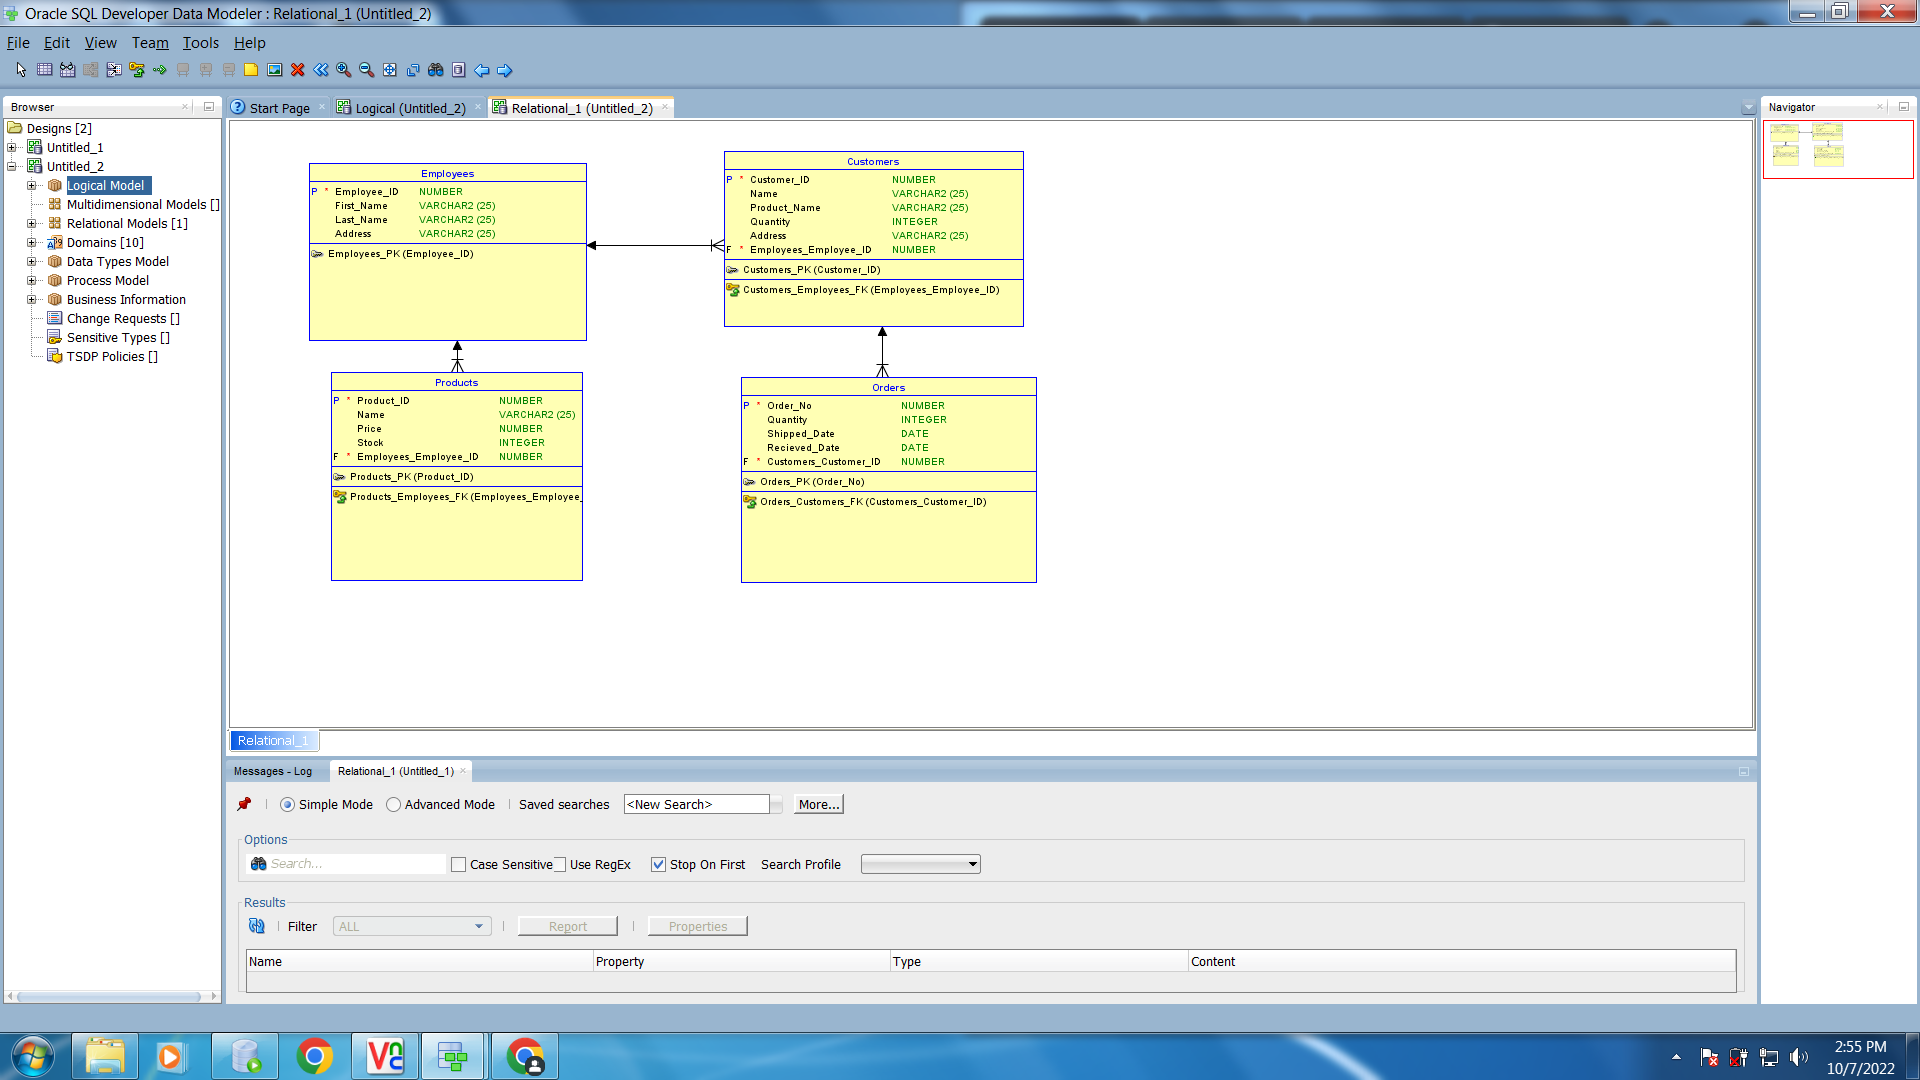 Oracle SQL Developer Data Modeler : Relational_1 (Untitled_2)
File Edit View Team Tools Help
Browser
Designs [2]
Untitled_1
Untitled_2
Logical Model
Multidimensional Models []
Relational Models [1]
Domains [10]
Data Types Model
Process Model
Business Information
Change Requests []
Sensitive Types []
TSDP Policies []
Start Page
Logical (Untitled_2)
Relational_1 (Untitled_2)
Employees
P * Employee_ID NUMBER
First_Name VARCHAR2 (25)
Last_Name VARCHAR2 (25)
Address VARCHAR2 (25)
Employees_PK (Employee_ID)
Customers
P * Customer_ID NUMBER
Name VARCHAR2 (25)
Product_Name VARCHAR2 (25)
Quantity INTEGER
Address VARCHAR2 (25)
F * Employees_Employee_ID NUMBER
Customers_PK (Customer_ID)
Customers_Employees_FK (Employees_Employee_ID)
Products
P * Product_ID NUMBER
Name VARCHAR2 (25)
Price NUMBER
Stock INTEGER
F * Employees_Employee_ID NUMBER
Products_PK (Product_ID)
Products_Employees_FK (Employees_Employee_
Orders
P * Order_No NUMBER
Quantity INTEGER
Shipped_Date DATE
Recieved_Date DATE
F * Customers_Customer_ID NUMBER
Orders_PK (Order_No)
Orders_Customers_FK (Customers_Customer_ID)
Navigator
Relational_1
Messages - Log
Relational_1 (Untitled_1)
Simple Mode Advanced Mode Saved searches <New Search> More...
Options
Search... Case Sensitive Use RegEx Stop On First Search Profile
Results
Filter ALL Report Properties
Name Property Type Content
2:55 PM
10/7/2022